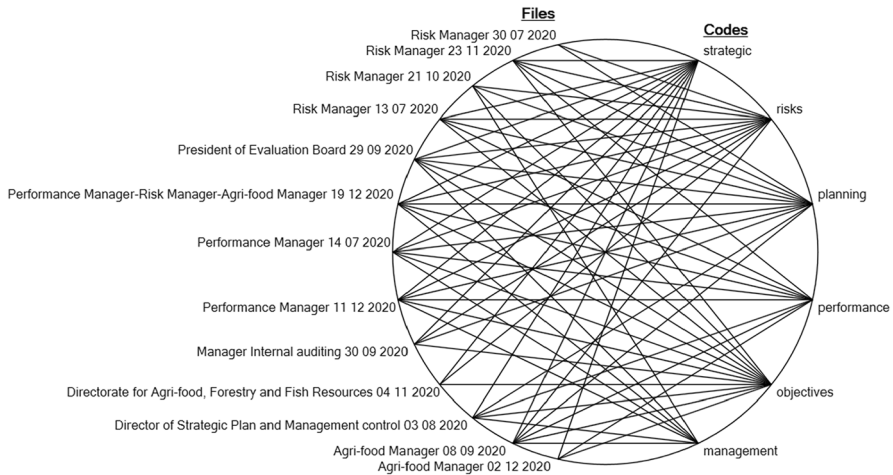 Files
Codes
Risk Manager 30 07 2020
Risk Manager 23 11 2020
Risk Manager 21 10 2020
Risk Manager 13 07 2020
President of Evaluation Board 29 09 2020
Performance Manager-Risk Manager-Agri-food Manager 19 12 2020
Performance Manager 14 07 2020
Performance Manager 11 12 2020
Manager Internal auditing 30 09 2020
Directorate for Agri-food, Forestry and Fish Resources 04 11 2020
Director of Strategic Plan and Management control 03 08 2020
Agri-food Manager 08 09 2020
Agri-food Manager 02 12 2020
strategic
risks
planning
performance
objectives
management